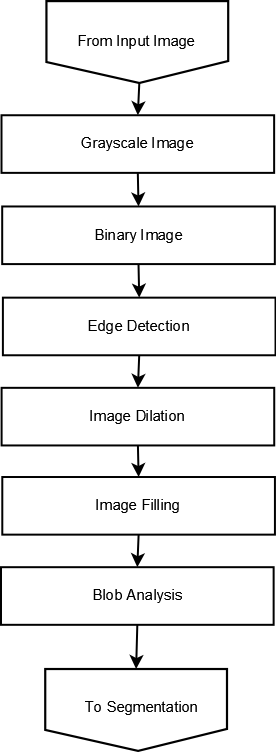 From Input Image
Grayscale Image
Binary Image
Edge Detection
Image Dilation
Image Filling
Blob Analysis
To Segmentation